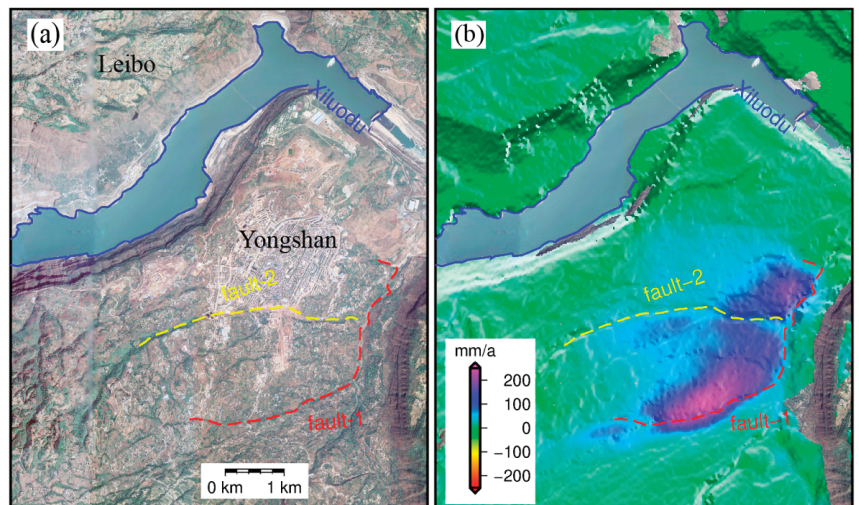 (a)
Leibo
Xiluodu
Yongshan
fault-2
fault-1
0 km 1 km
(b)
Xiluodu
fault-2
mm/a
200
100
0
-100
-200
fault-1